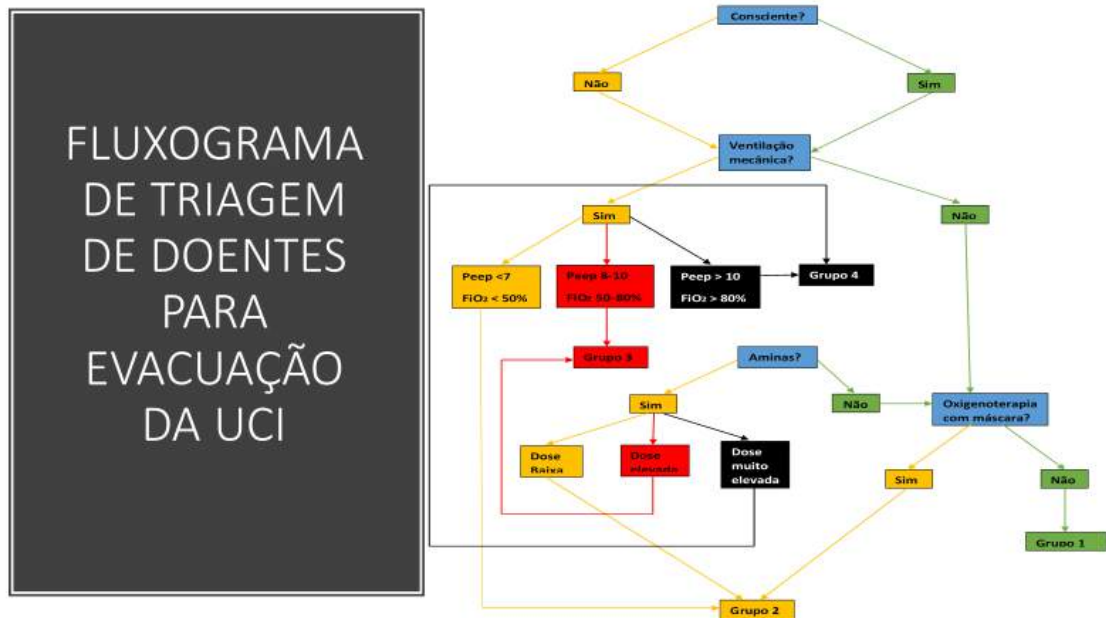 FLUXOGRAMA
DE TRIAGEM
DE DOENTES
PARA
EVACUAÇÃO
DA UCI
Consciente?
Não
Sim
Ventilação
mecânica?
Sim
Não
Peep <7
FiO₂ < 50%
Peep 8-10
FiO₂ 50-80%
Peep > 10
FiO₂ > 80%
Grupo 4
Grupo 3
Aminas?
Sim
Não
Oxigenoterapia
com máscara?
Dose
Baixa
Dose
elevada
Dose
muito
elevada
Sim
Não
Grupo 1
Grupo 2